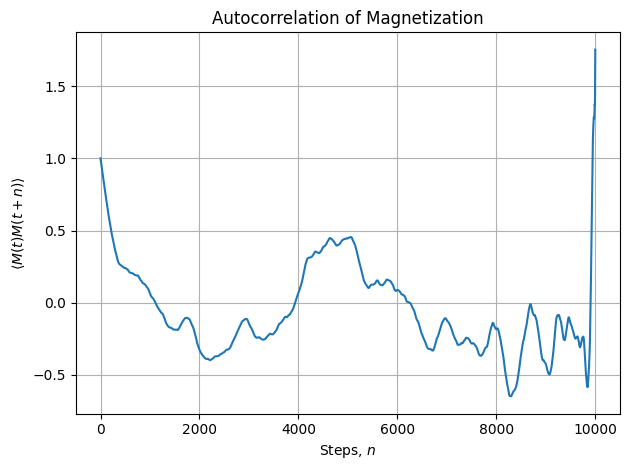 Autocorrelation of Magnetization
1.5
1.0
0.5
0.0
−0.5
⟨M(t)M(t + n)⟩
0 2000 4000 6000 8000 10000
Steps, n